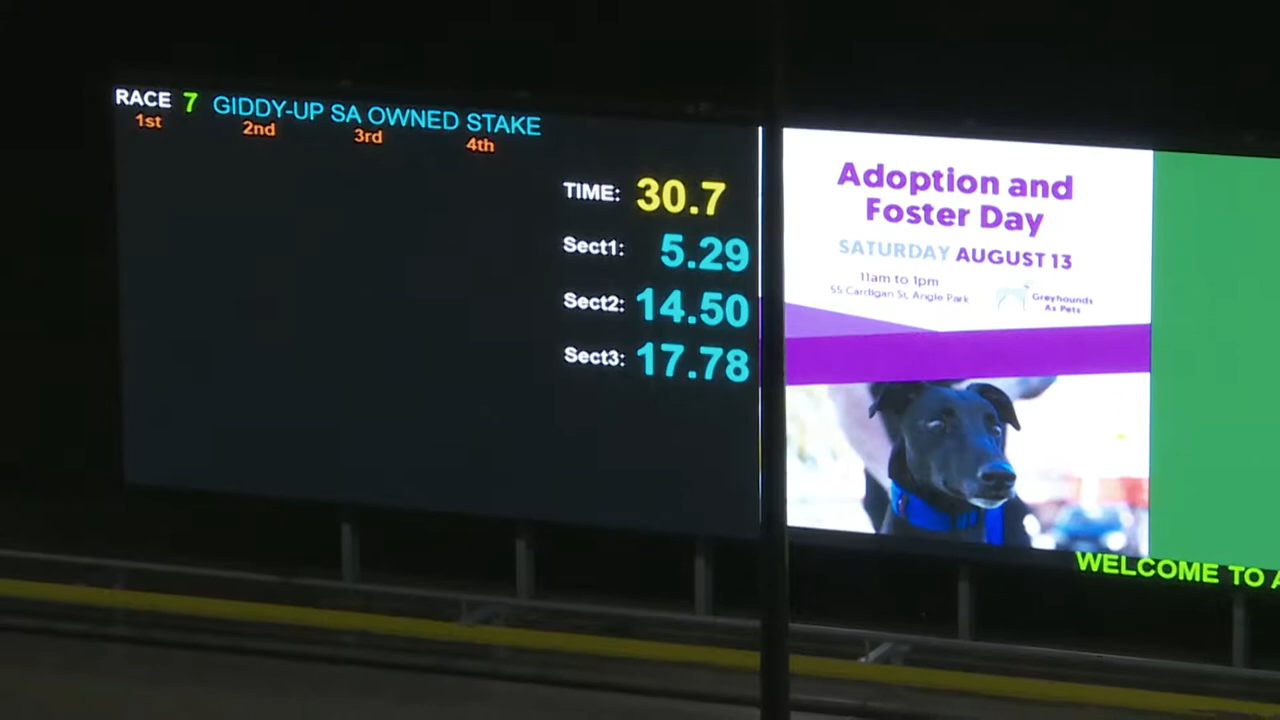 RACE 7 GIDDY-UP SA OWNED STAKE
1st 2nd 3rd 4th
TIME: 30.7
Sect1: 5.29
Sect2: 14.50
Sect3: 17.78
Adoption and
Foster Day
SATURDAY AUGUST 13
11am to 1pm
55 Cardigan St, Angle Park
Greyhounds
As Pets
WELCOME TO A